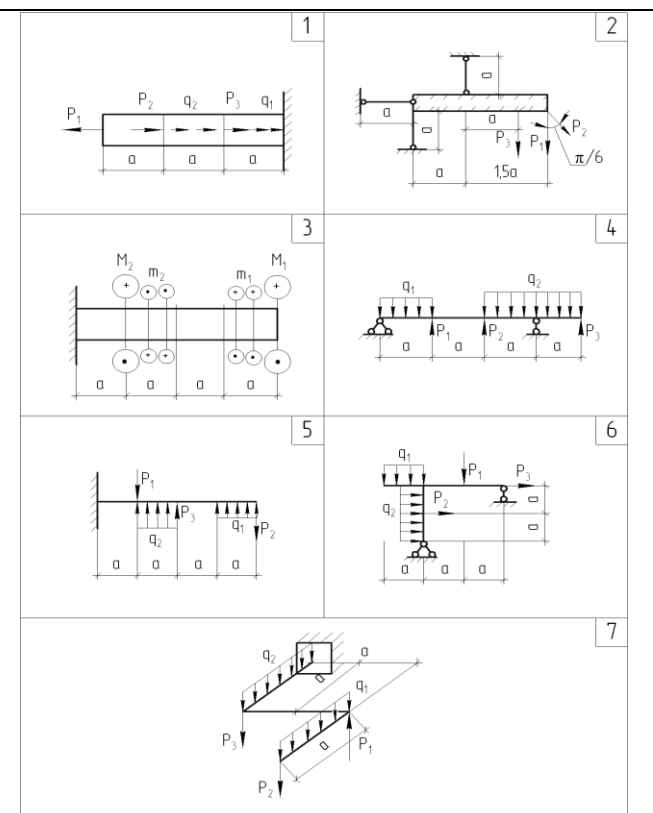 1
P₁ P₂ q₂ P₃ q₁
a a a
2
a
a a a
P₃ P₁ P₂
π/6
a 1,5a
3
M₂ m₂ m₁ M₁
a a a a
4
q₁ q₂
P₁ P₂ P₃
a a a a
5
P₁
P₃
q₂ q₁ P₂
a a a a
6
q₁ P₁ P₃
q₂ P₂ a
a
a a a
7
q₂ a
a q₁
P₃ a P₁
P₂